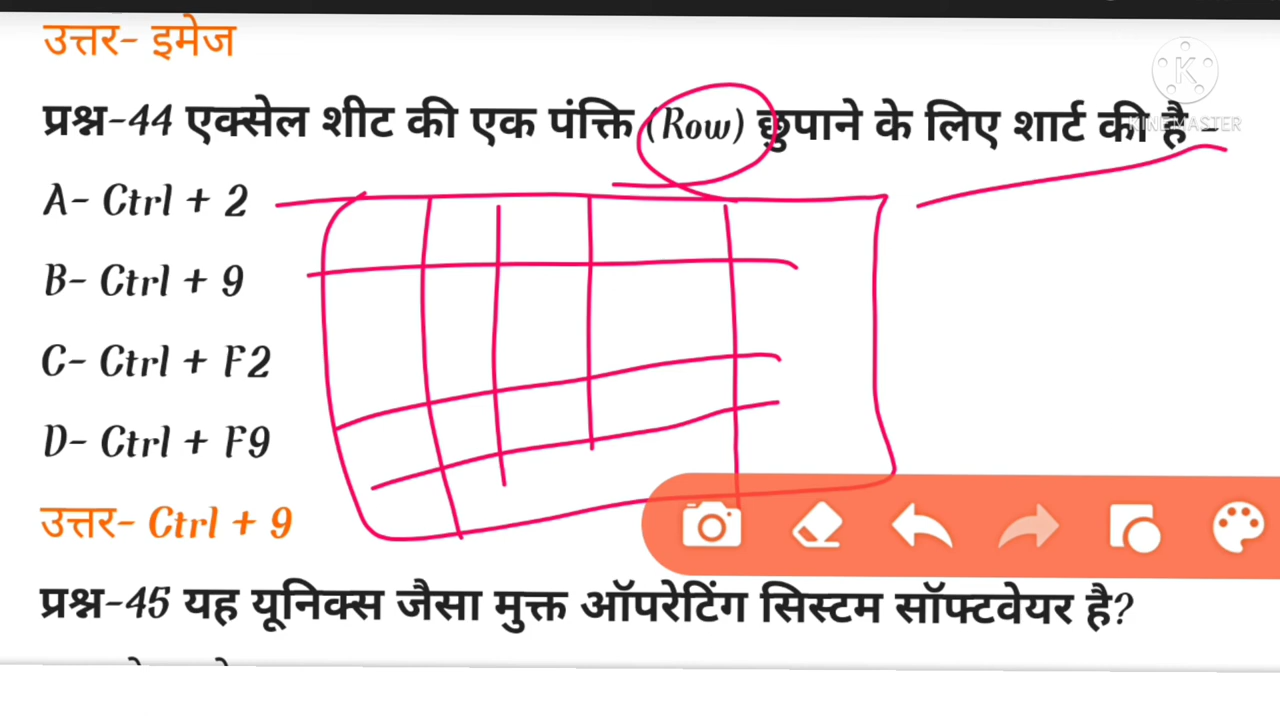 उत्तर- इमेज
प्रश्न-44 एक्सेल शीट की एक पंक्ति (Row) छुपाने के लिए शार्ट की है -
KINEMASTER
A- Ctrl + 2
B- Ctrl + 9
C- Ctrl + F2
D- Ctrl + F9
उत्तर- Ctrl + 9
प्रश्न-45 यह यूनिक्स जैसा मुक्त ऑपरेटिंग सिस्टम सॉफ्टवेयर है?